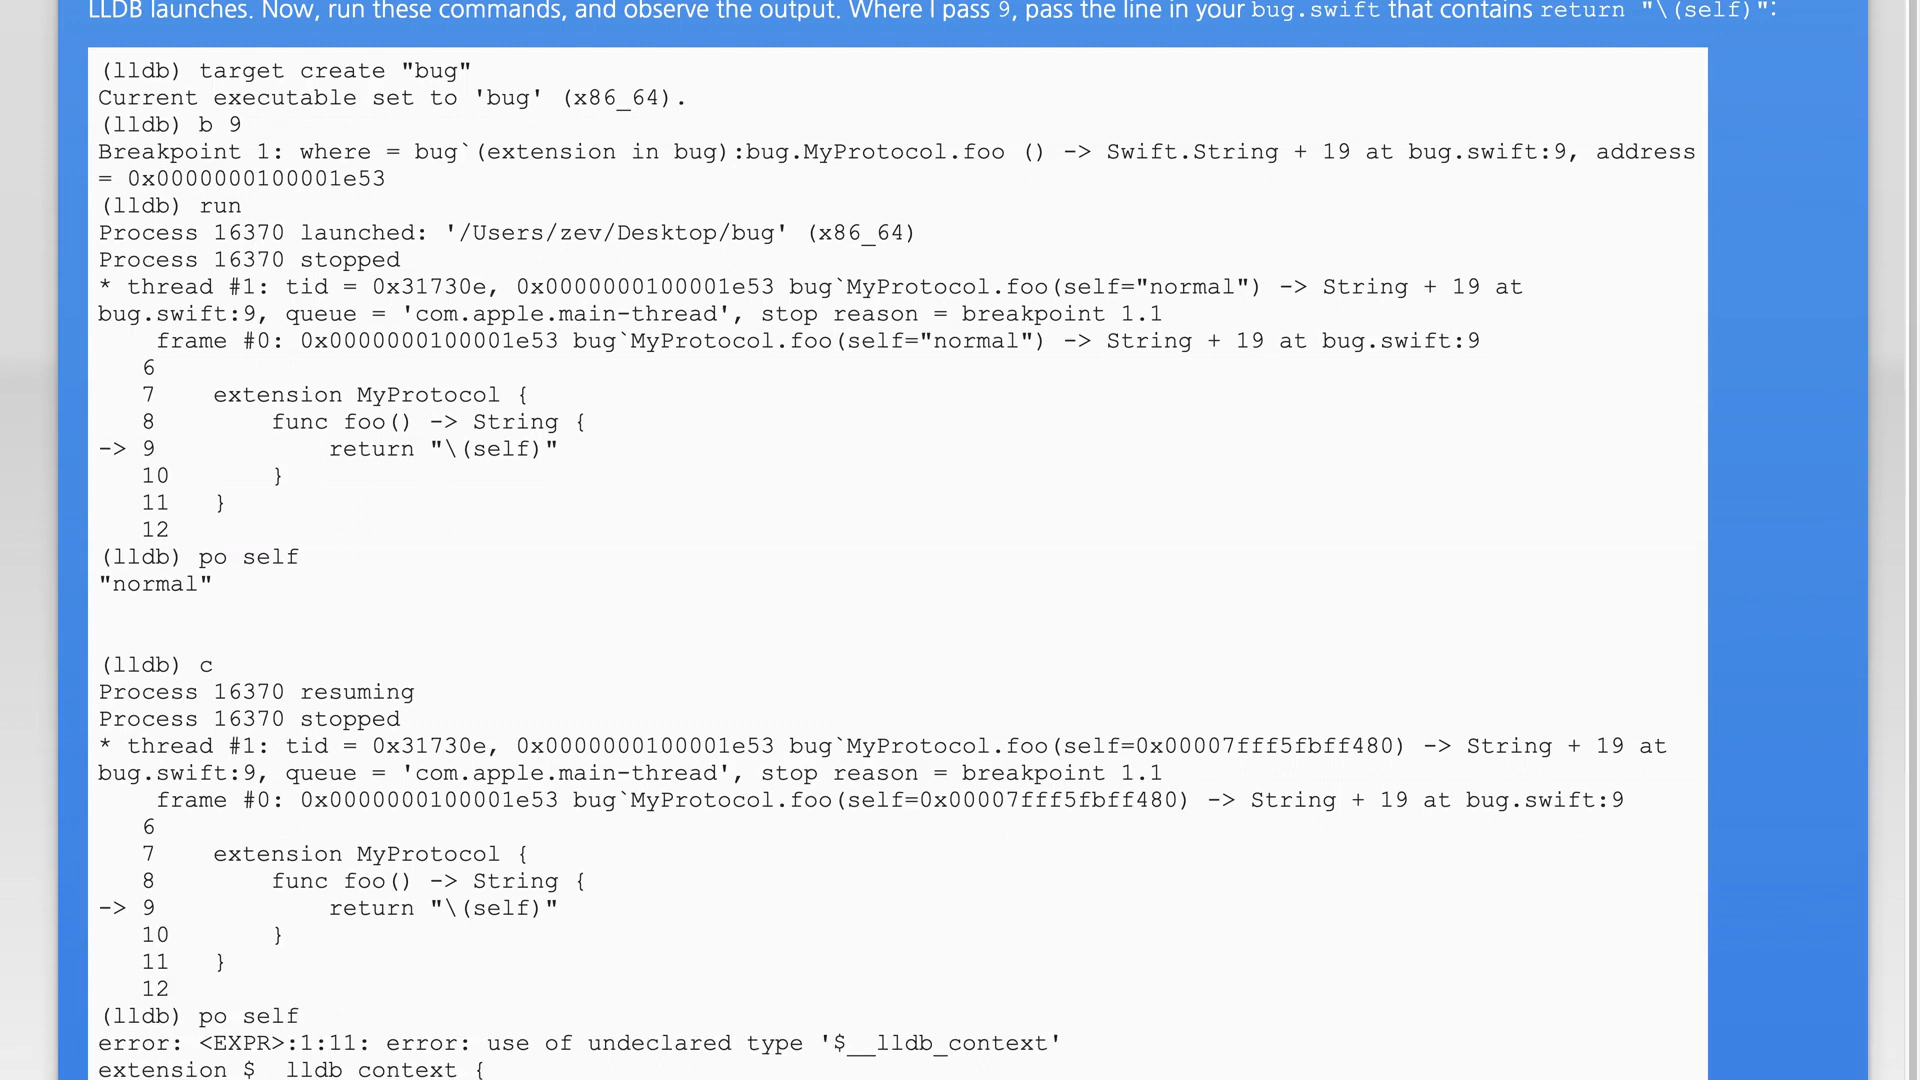 LLDB launches. Now, run these commands, and observe the output. Where I pass 9, pass the line in your bug.swift that contains return "\(self)":
(lldb) target create "bug"
Current executable set to 'bug' (x86_64).
(lldb) b 9
Breakpoint 1: where = bug`(extension in bug):bug.MyProtocol.foo () -> Swift.String + 19 at bug.swift:9, address
= 0x0000000100001e53
(lldb) run
Process 16370 launched: '/Users/zev/Desktop/bug' (x86_64)
Process 16370 stopped
* thread #1: tid = 0x31730e, 0x0000000100001e53 bug`MyProtocol.foo(self="normal") -> String + 19 at
bug.swift:9, queue = 'com.apple.main-thread', stop reason = breakpoint 1.1
    frame #0: 0x0000000100001e53 bug`MyProtocol.foo(self="normal") -> String + 19 at bug.swift:9
   6
   7    extension MyProtocol {
   8        func foo() -> String {
-> 9            return "\(self)"
   10       }
   11   }
   12
(lldb) po self
"normal"
(lldb) c
Process 16370 resuming
Process 16370 stopped
* thread #1: tid = 0x31730e, 0x0000000100001e53 bug`MyProtocol.foo(self=0x00007fff5fbff480) -> String + 19 at
bug.swift:9, queue = 'com.apple.main-thread', stop reason = breakpoint 1.1
    frame #0: 0x0000000100001e53 bug`MyProtocol.foo(self=0x00007fff5fbff480) -> String + 19 at bug.swift:9
   6
   7    extension MyProtocol {
   8        func foo() -> String {
-> 9            return "\(self)"
   10       }
   11   }
   12
(lldb) po self
error: <EXPR>:1:11: error: use of undeclared type '$__lldb_context'
extension $__lldb_context {